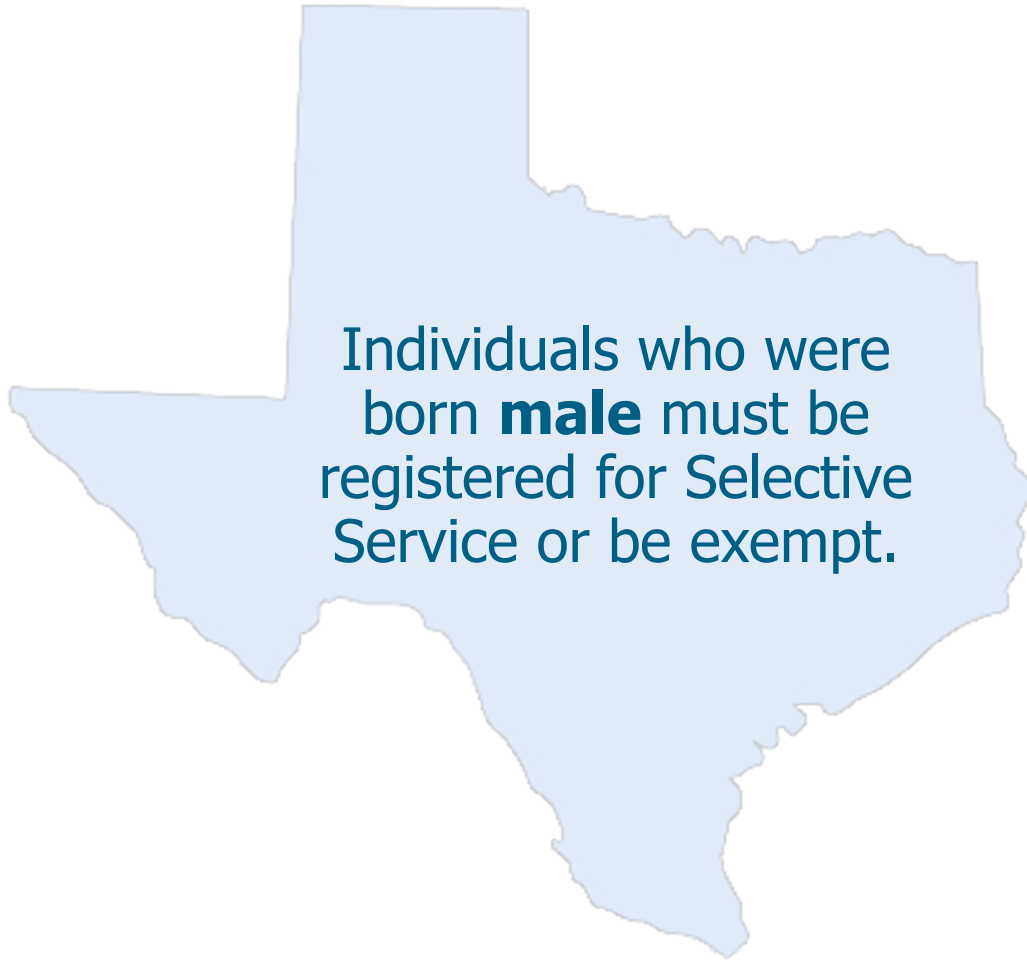 Individuals who were
born male must be
registered for Selective
Service or be exempt.